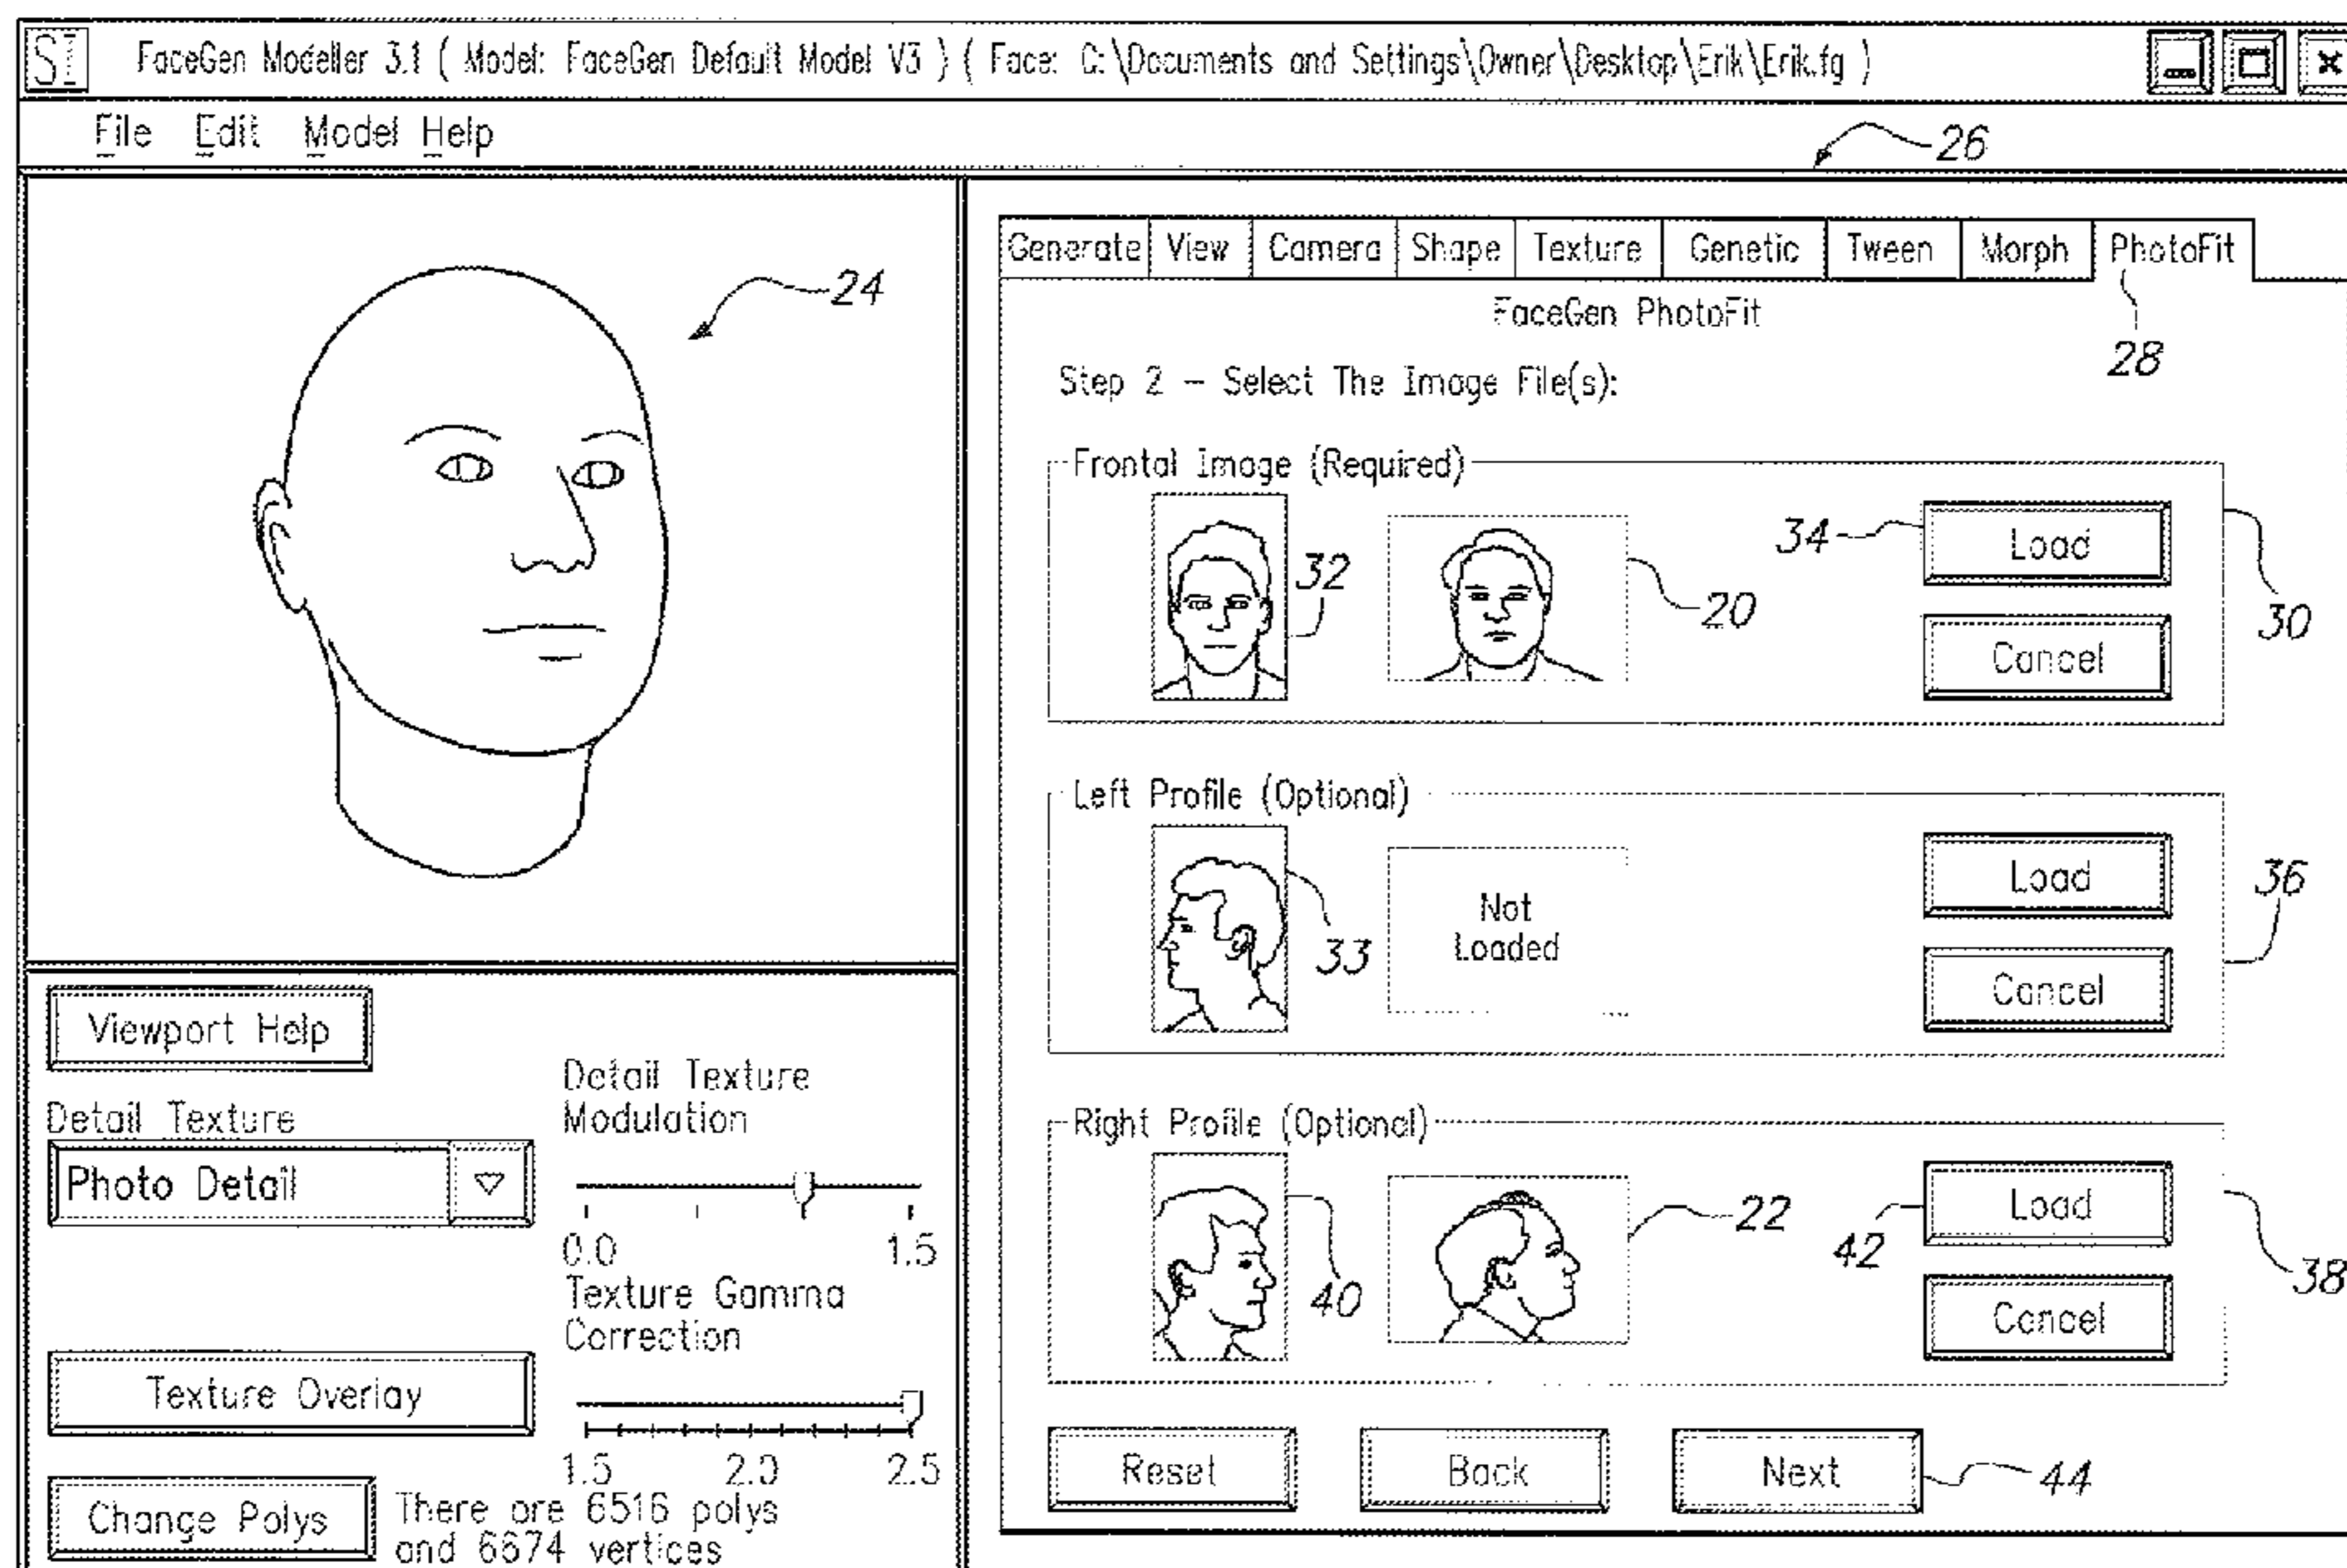 SI FaceGen Modeller 3.1 ( Model: FaceGen Default Model V3 ) ( Face: C:\Documents and Settings\Owner\Desktop\Erik\Erik.fg )
File Edit Model Help
26
24
Generate View Camera Shape Texture Genetic Tween Morph PhotoFit
28
FaceGen PhotoFit
Step 2 - Select The Image File(s):
Frontal Image (Required)
32
20
34
Load
Cancel
30
Left Profile (Optional)
33
Not
Loaded
Load
Cancel
36
Right Profile (Optional)
40
22
42
Load
Cancel
38
Reset Back Next
44
Viewport Help
Detail Texture
Photo Detail
Detail Texture
Modulation
0.0 1.5
Texture Gamma
Correction
1.5 2.0 2.5
Texture Overlay
Change Polys
There are 6516 polys
and 6674 vertices